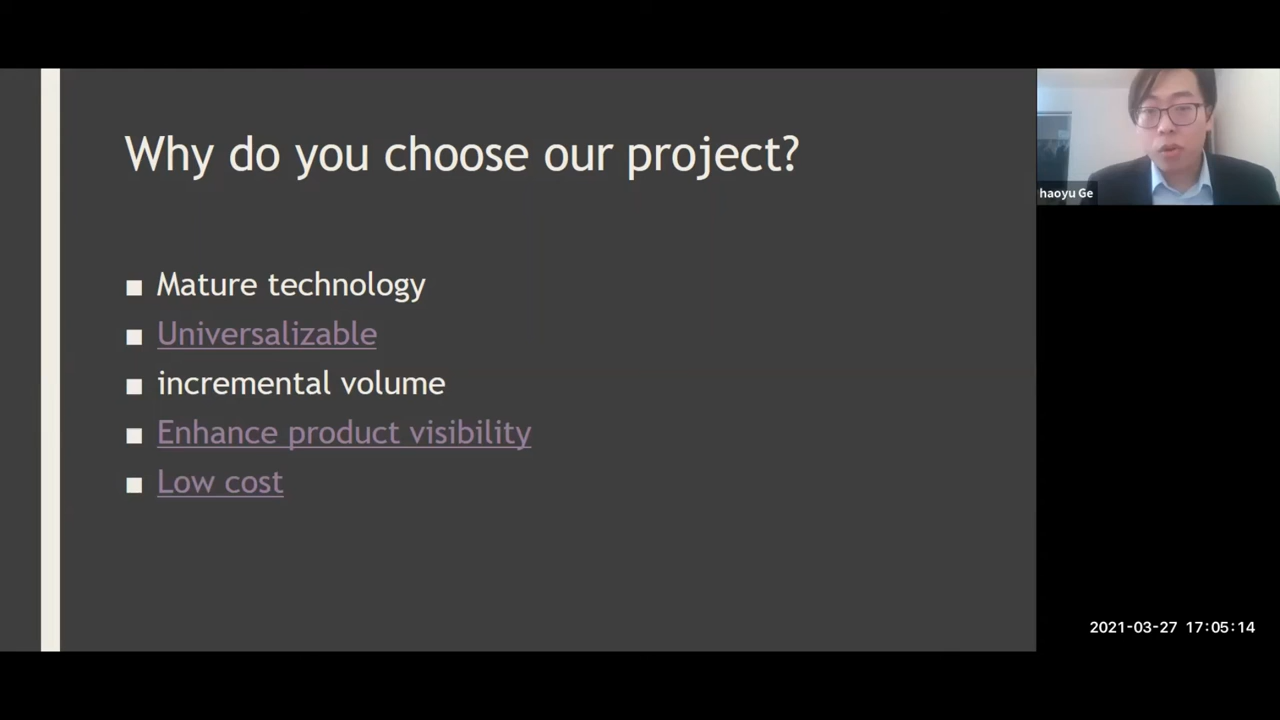 Why do you choose our project?
Mature technology
Universalizable
incremental volume
Enhance product visibility
Low cost
haoyu Ge
2021-03-27 17:05:14